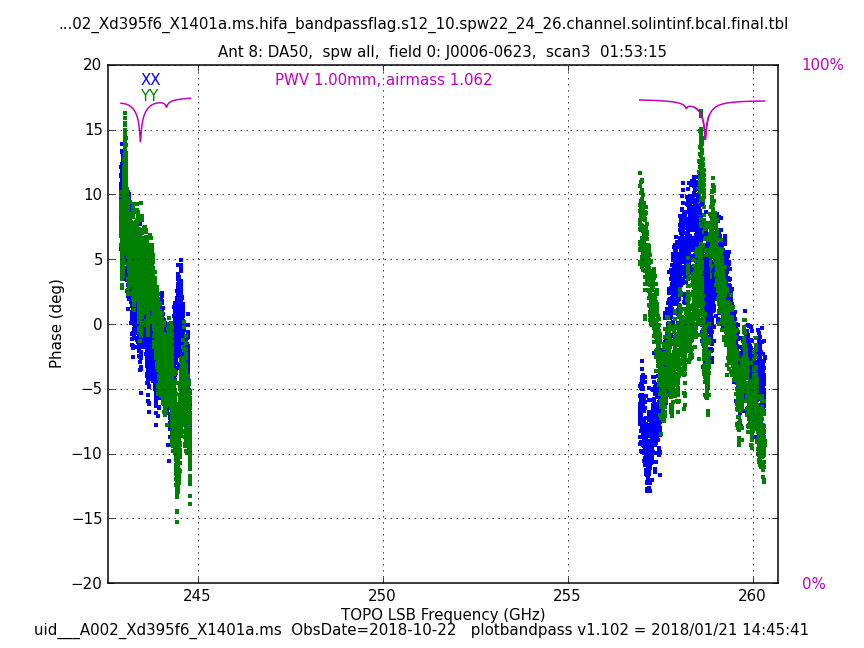 ...02_Xd395f6_X1401a.ms.hifa_bandpassflag.s12_10.spw22_24_26.channel.solintinf.bcal.final.tbl
Ant 8: DA50,  spw all,  field 0: J0006-0623,  scan3  01:53:15
20
100%
XX
PWV 1.00mm, airmass 1.062
YY
15
10
5
0
Phase (deg)
−5
−10
−15
−20
0%
245
250
255
260
TOPO LSB Frequency (GHz)
uid___A002_Xd395f6_X1401a.ms  ObsDate=2018-10-22   plotbandpass v1.102 = 2018/01/21 14:45:41